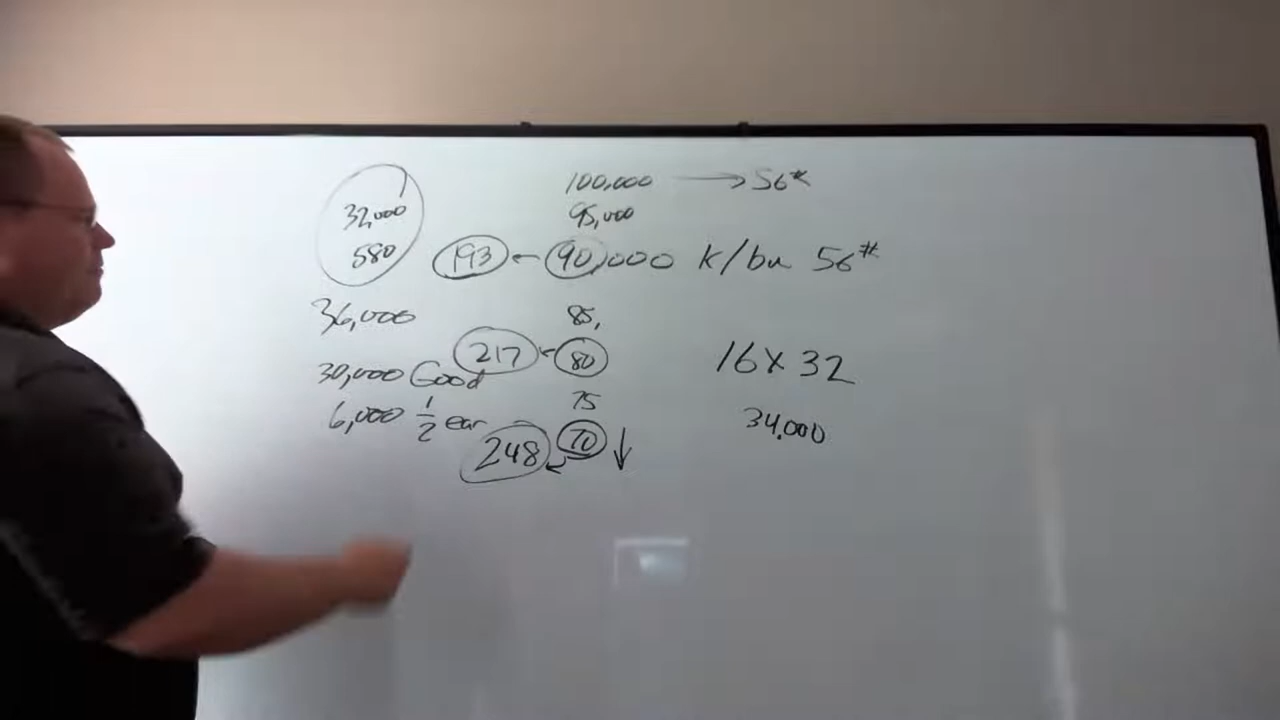 100,000 → 56#
32,000
95,000
580
193 ← 90,000 k/bu 56#
36,000
85,
217 ← 80
16 x 32
30,000 Good
75
6,000 1/2 ear
34,000
248 ← 70 ↓